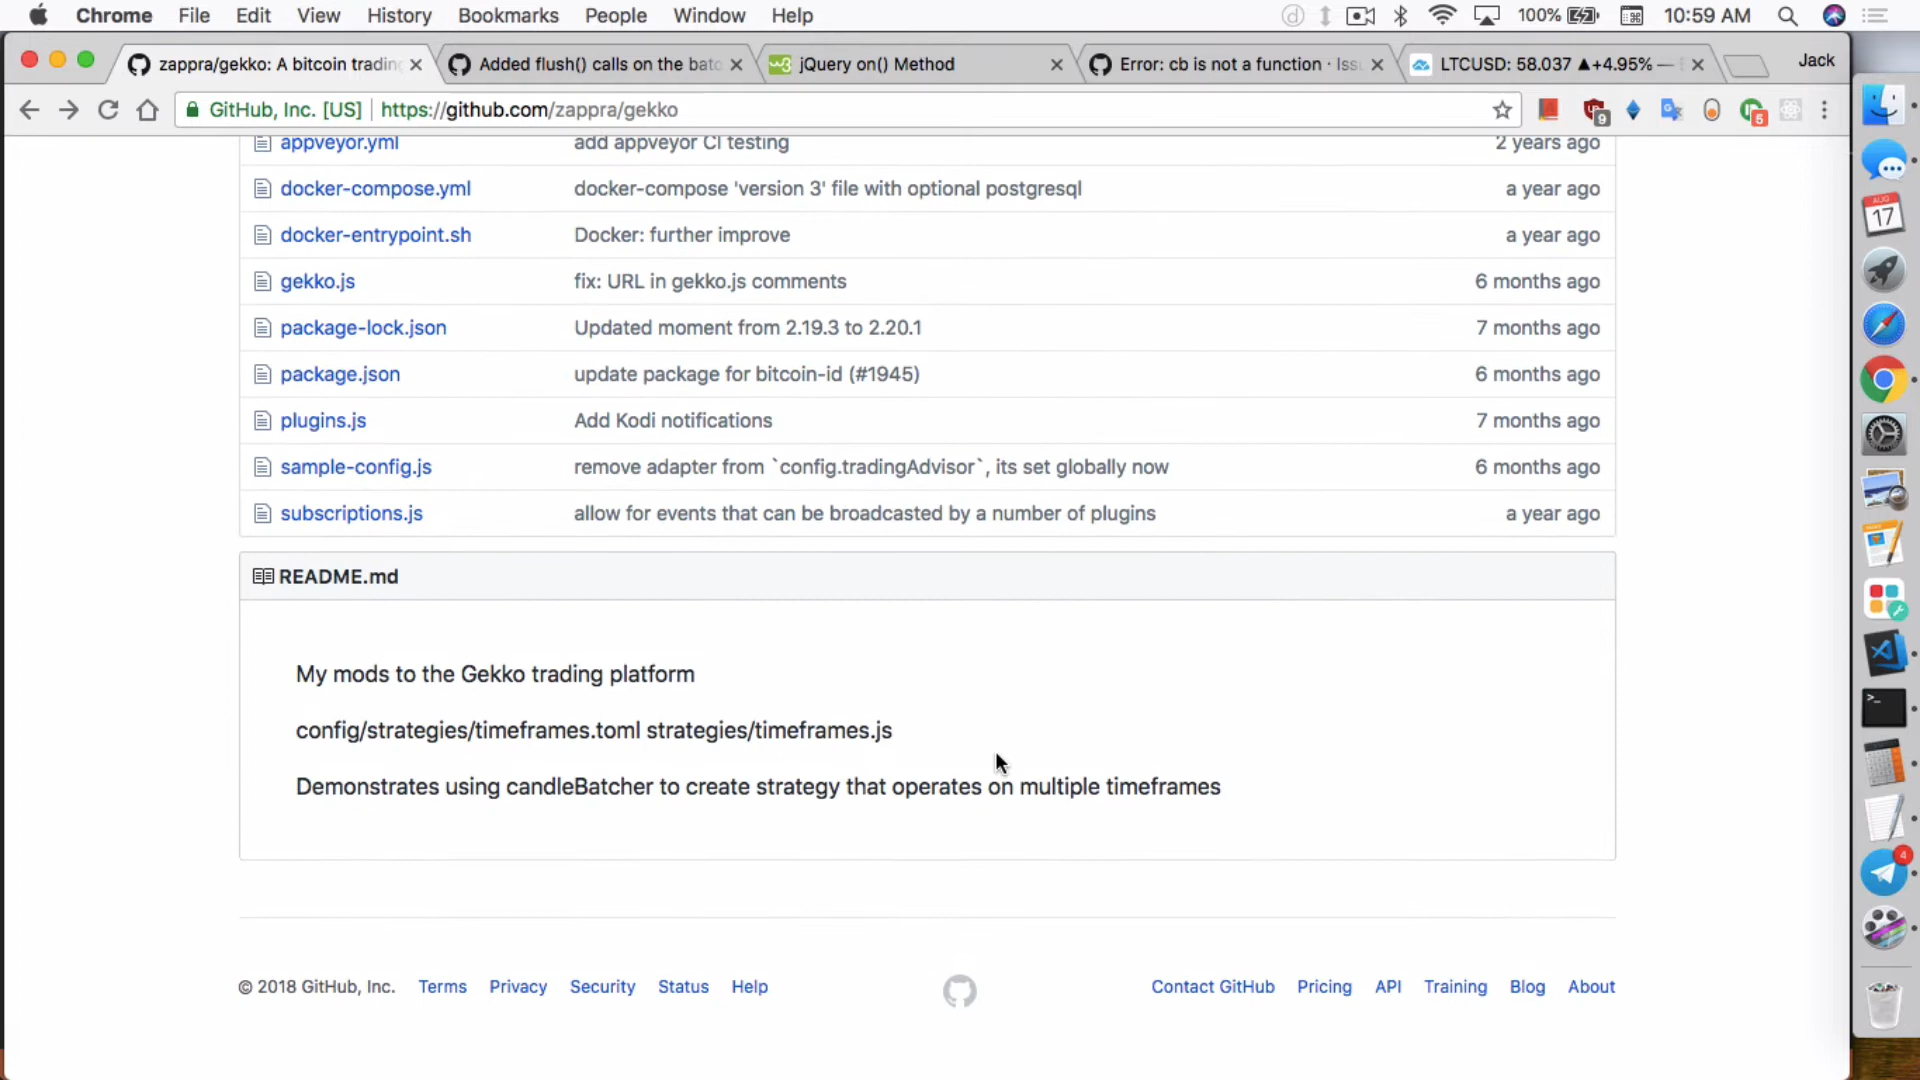 Chrome File Edit View History Bookmarks People Window Help 100% 10:59 AM
zappra/gekko: A bitcoin trading Added flush() calls on the batc jQuery on() Method Error: cb is not a function · Iss LTCUSD: 58.037 ▲+4.95% — Jack
GitHub, Inc. [US] https://github.com/zappra/gekko 9 5
appveyor.yml add appveyor CI testing 2 years ago
docker-compose.yml docker-compose 'version 3' file with optional postgresql a year ago
docker-entrypoint.sh Docker: further improve a year ago
gekko.js fix: URL in gekko.js comments 6 months ago
package-lock.json Updated moment from 2.19.3 to 2.20.1 7 months ago
package.json update package for bitcoin-id (#1945) 6 months ago
plugins.js Add Kodi notifications 7 months ago
sample-config.js remove adapter from `config.tradingAdvisor`, its set globally now 6 months ago
subscriptions.js allow for events that can be broadcasted by a number of plugins a year ago
README.md
My mods to the Gekko trading platform
config/strategies/timeframes.toml strategies/timeframes.js
Demonstrates using candleBatcher to create strategy that operates on multiple timeframes
© 2018 GitHub, Inc. Terms Privacy Security Status Help Contact GitHub Pricing API Training Blog About
AUG
17
4